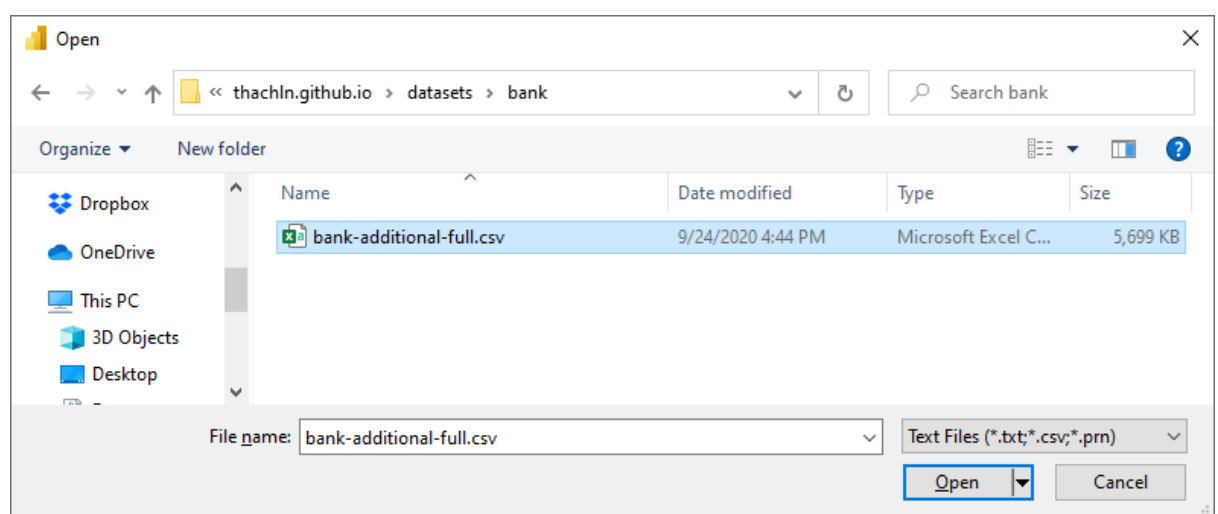 Open
« thachln.github.io > datasets > bank
Search bank
Organize
New folder
Name
Date modified
Type
Size
Dropbox
bank-additional-full.csv
9/24/2020 4:44 PM
Microsoft Excel C...
5,699 KB
OneDrive
This PC
3D Objects
Desktop
File name:
bank-additional-full.csv
Text Files (*.txt;*.csv;*.prn)
Open
Cancel